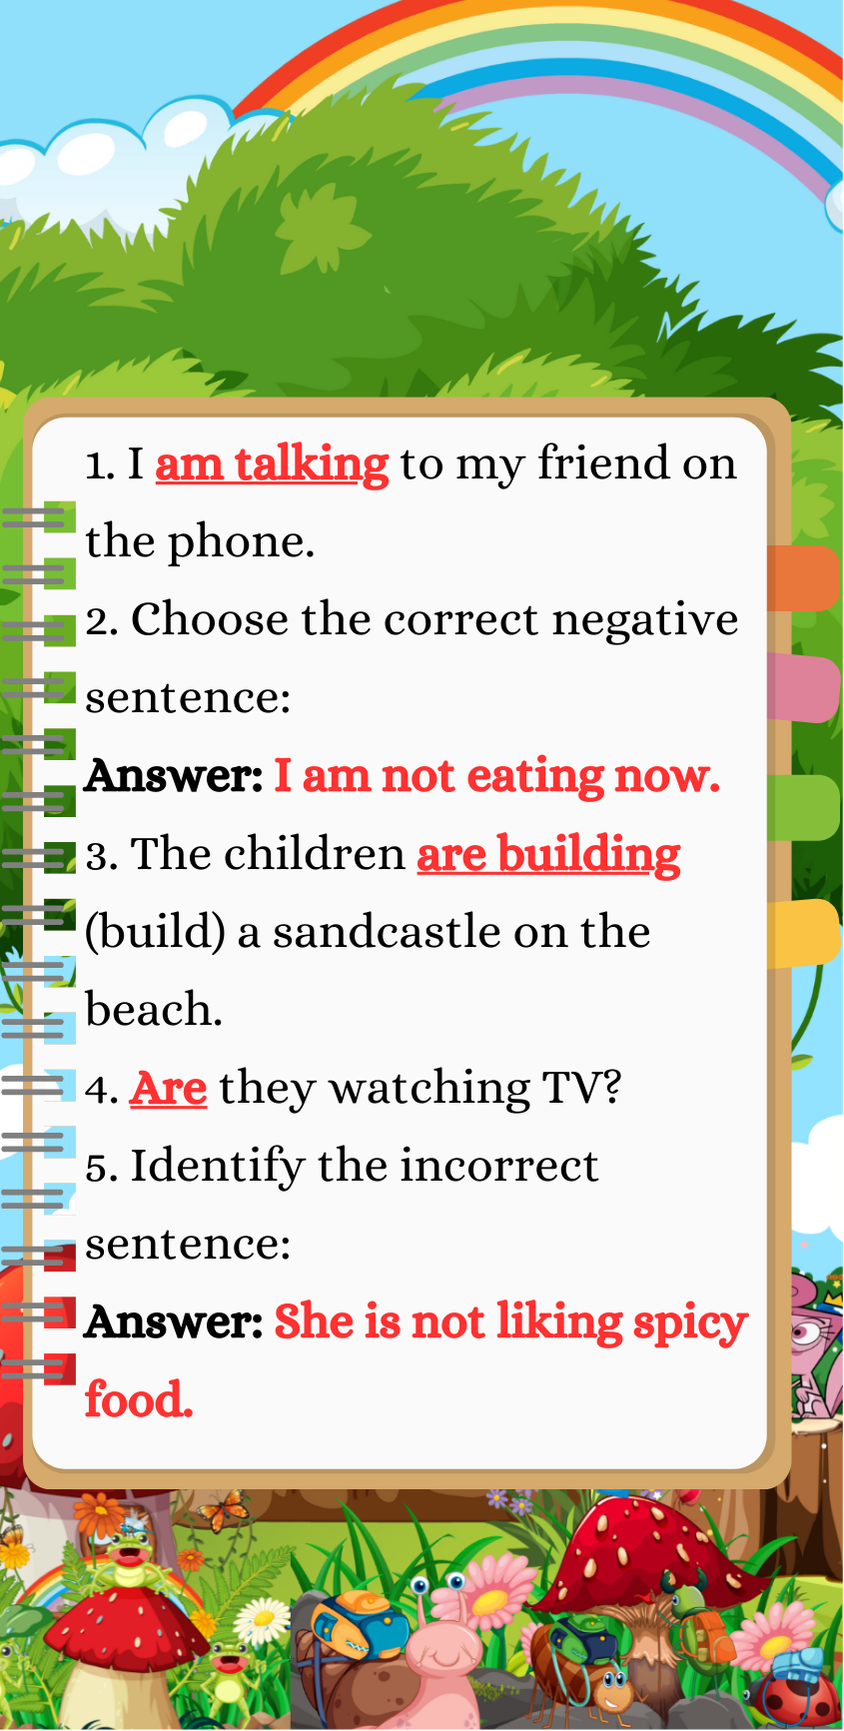 1. I am talking to my friend on
the phone.
2. Choose the correct negative
sentence:
Answer: I am not eating now.
3. The children are building
(build) a sandcastle on the
beach.
4. Are they watching TV?
5. Identify the incorrect
sentence:
Answer: She is not liking spicy
food.